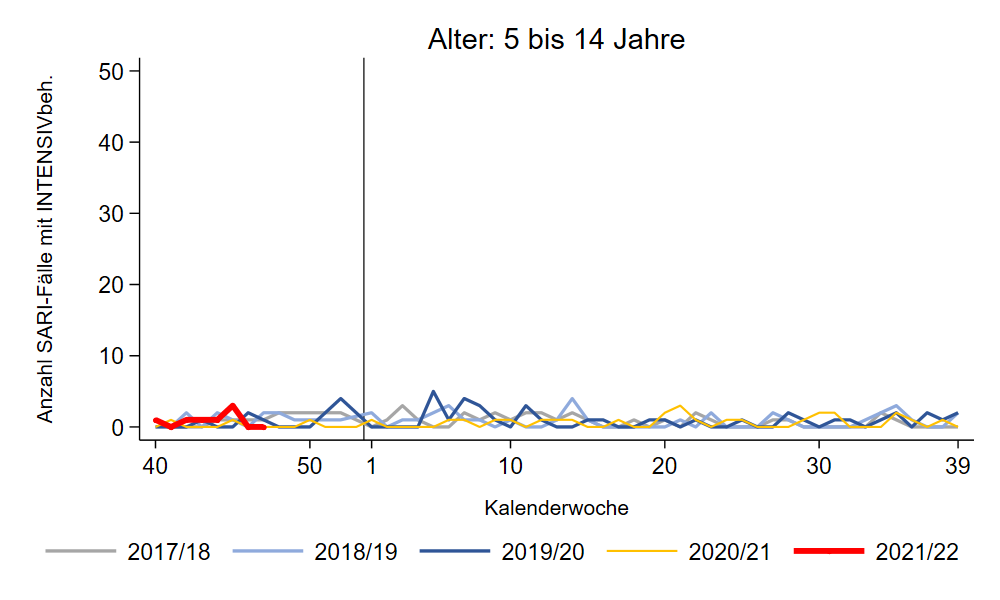 Alter: 5 bis 14 Jahre
Anzahl SARI-Fälle mit INTENSIVbeh.
50
40
30
20
10
0
40 50 1 10 20 30 39
Kalenderwoche
2017/18 2018/19 2019/20 2020/21 2021/22